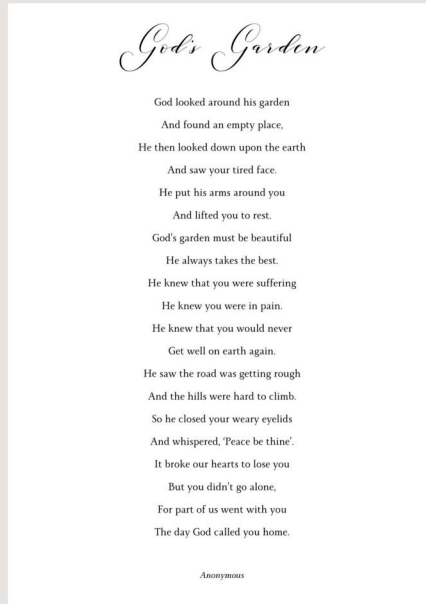 God's Garden
God looked around his garden
And found an empty place,
He then looked down upon the earth
And saw your tired face.
He put his arms around you
And lifted you to rest.
God's garden must be beautiful
He always takes the best.
He knew that you were suffering
He knew you were in pain.
He knew that you would never
Get well on earth again.
He saw the road was getting rough
And the hills were hard to climb.
So he closed your weary eyelids
And whispered, ‘Peace be thine’.
It broke our hearts to lose you
But you didn't go alone,
For part of us went with you
The day God called you home.
Anonymous